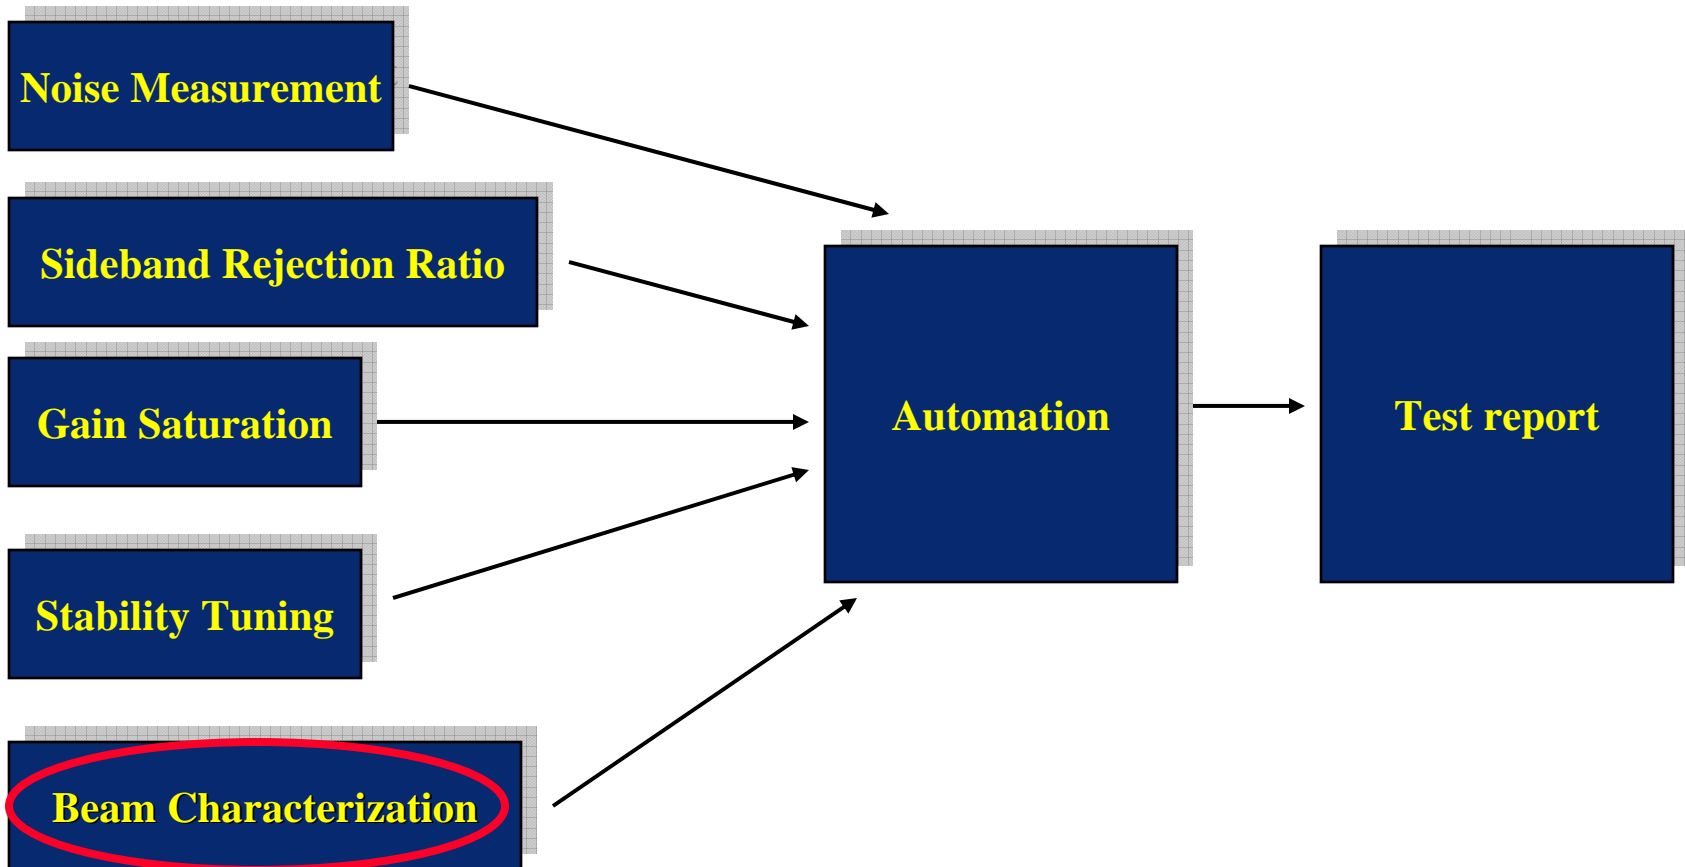 Noise Measurement
Sideband Rejection Ratio
Gain Saturation
Stability Tuning
Beam Characterization
Automation
Test report